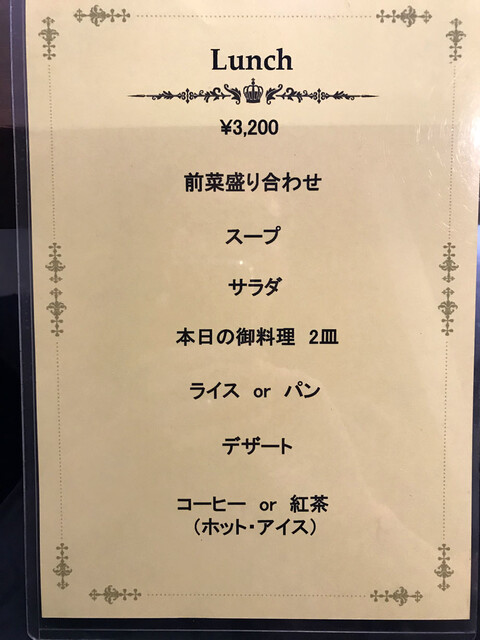 Lunch
¥3,200
前菜盛り合わせ
スープ
サラダ
本日の御料理 2皿
ライス or パン
デザート
コーヒー or 紅茶
（ホット・アイス）